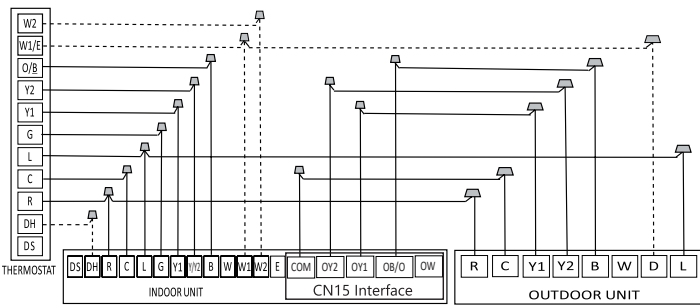 W2
W1/E
O/B
Y2
Y1
G
L
C
R
DH
DS
THERMOSTAT
DS DH R C L G Y1 Y/Y2 B W W1 W2 E COM OY2 OY1 OB/O OW
INDOOR UNIT
CN15 Interface
R C Y1 Y2 B W D L
OUTDOOR UNIT